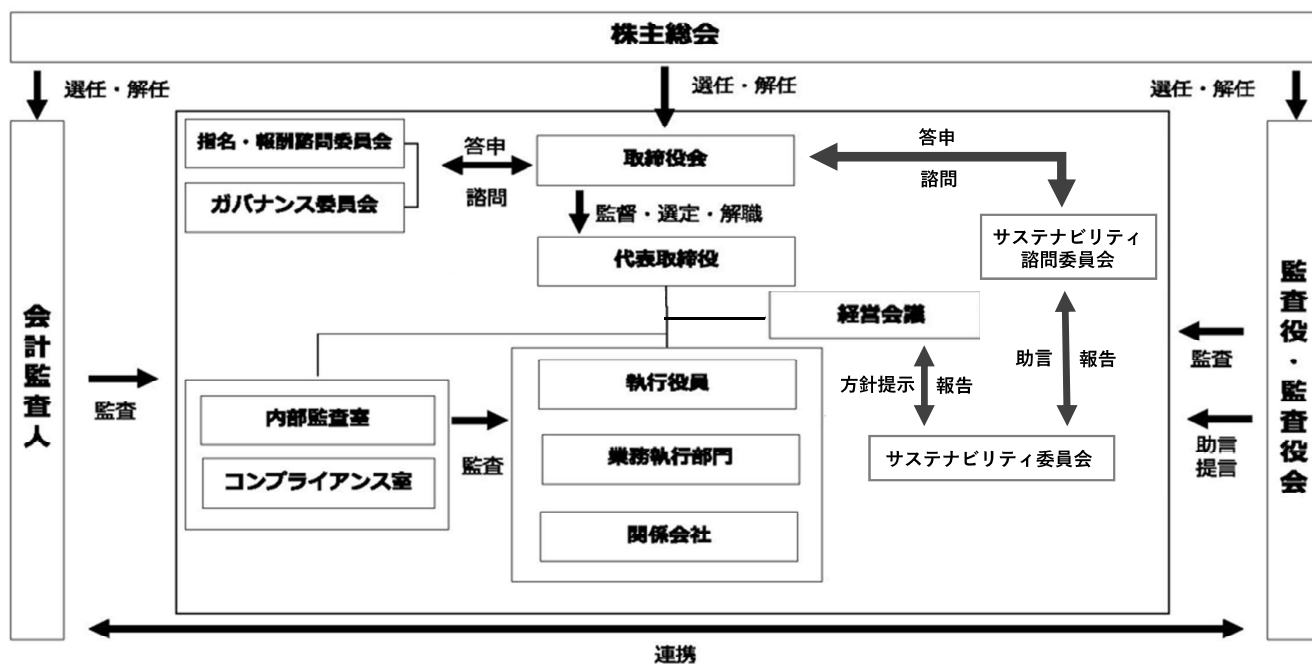 株主総会
選任・解任
選任・解任
選任・解任
指名・報酬諮問委員会
ガバナンス委員会
答申
諮問
取締役会
答申
諮問
監督・選定・解職
代表取締役
サステナビリティ
諮問委員会
経営会議
会計監査人
監査
内部監査室
コンプライアンス室
監査
執行役員
業務執行部門
関係会社
方針提示
報告
助言
報告
サステナビリティ委員会
監査
助言
提言
監査役・監査役会
連携